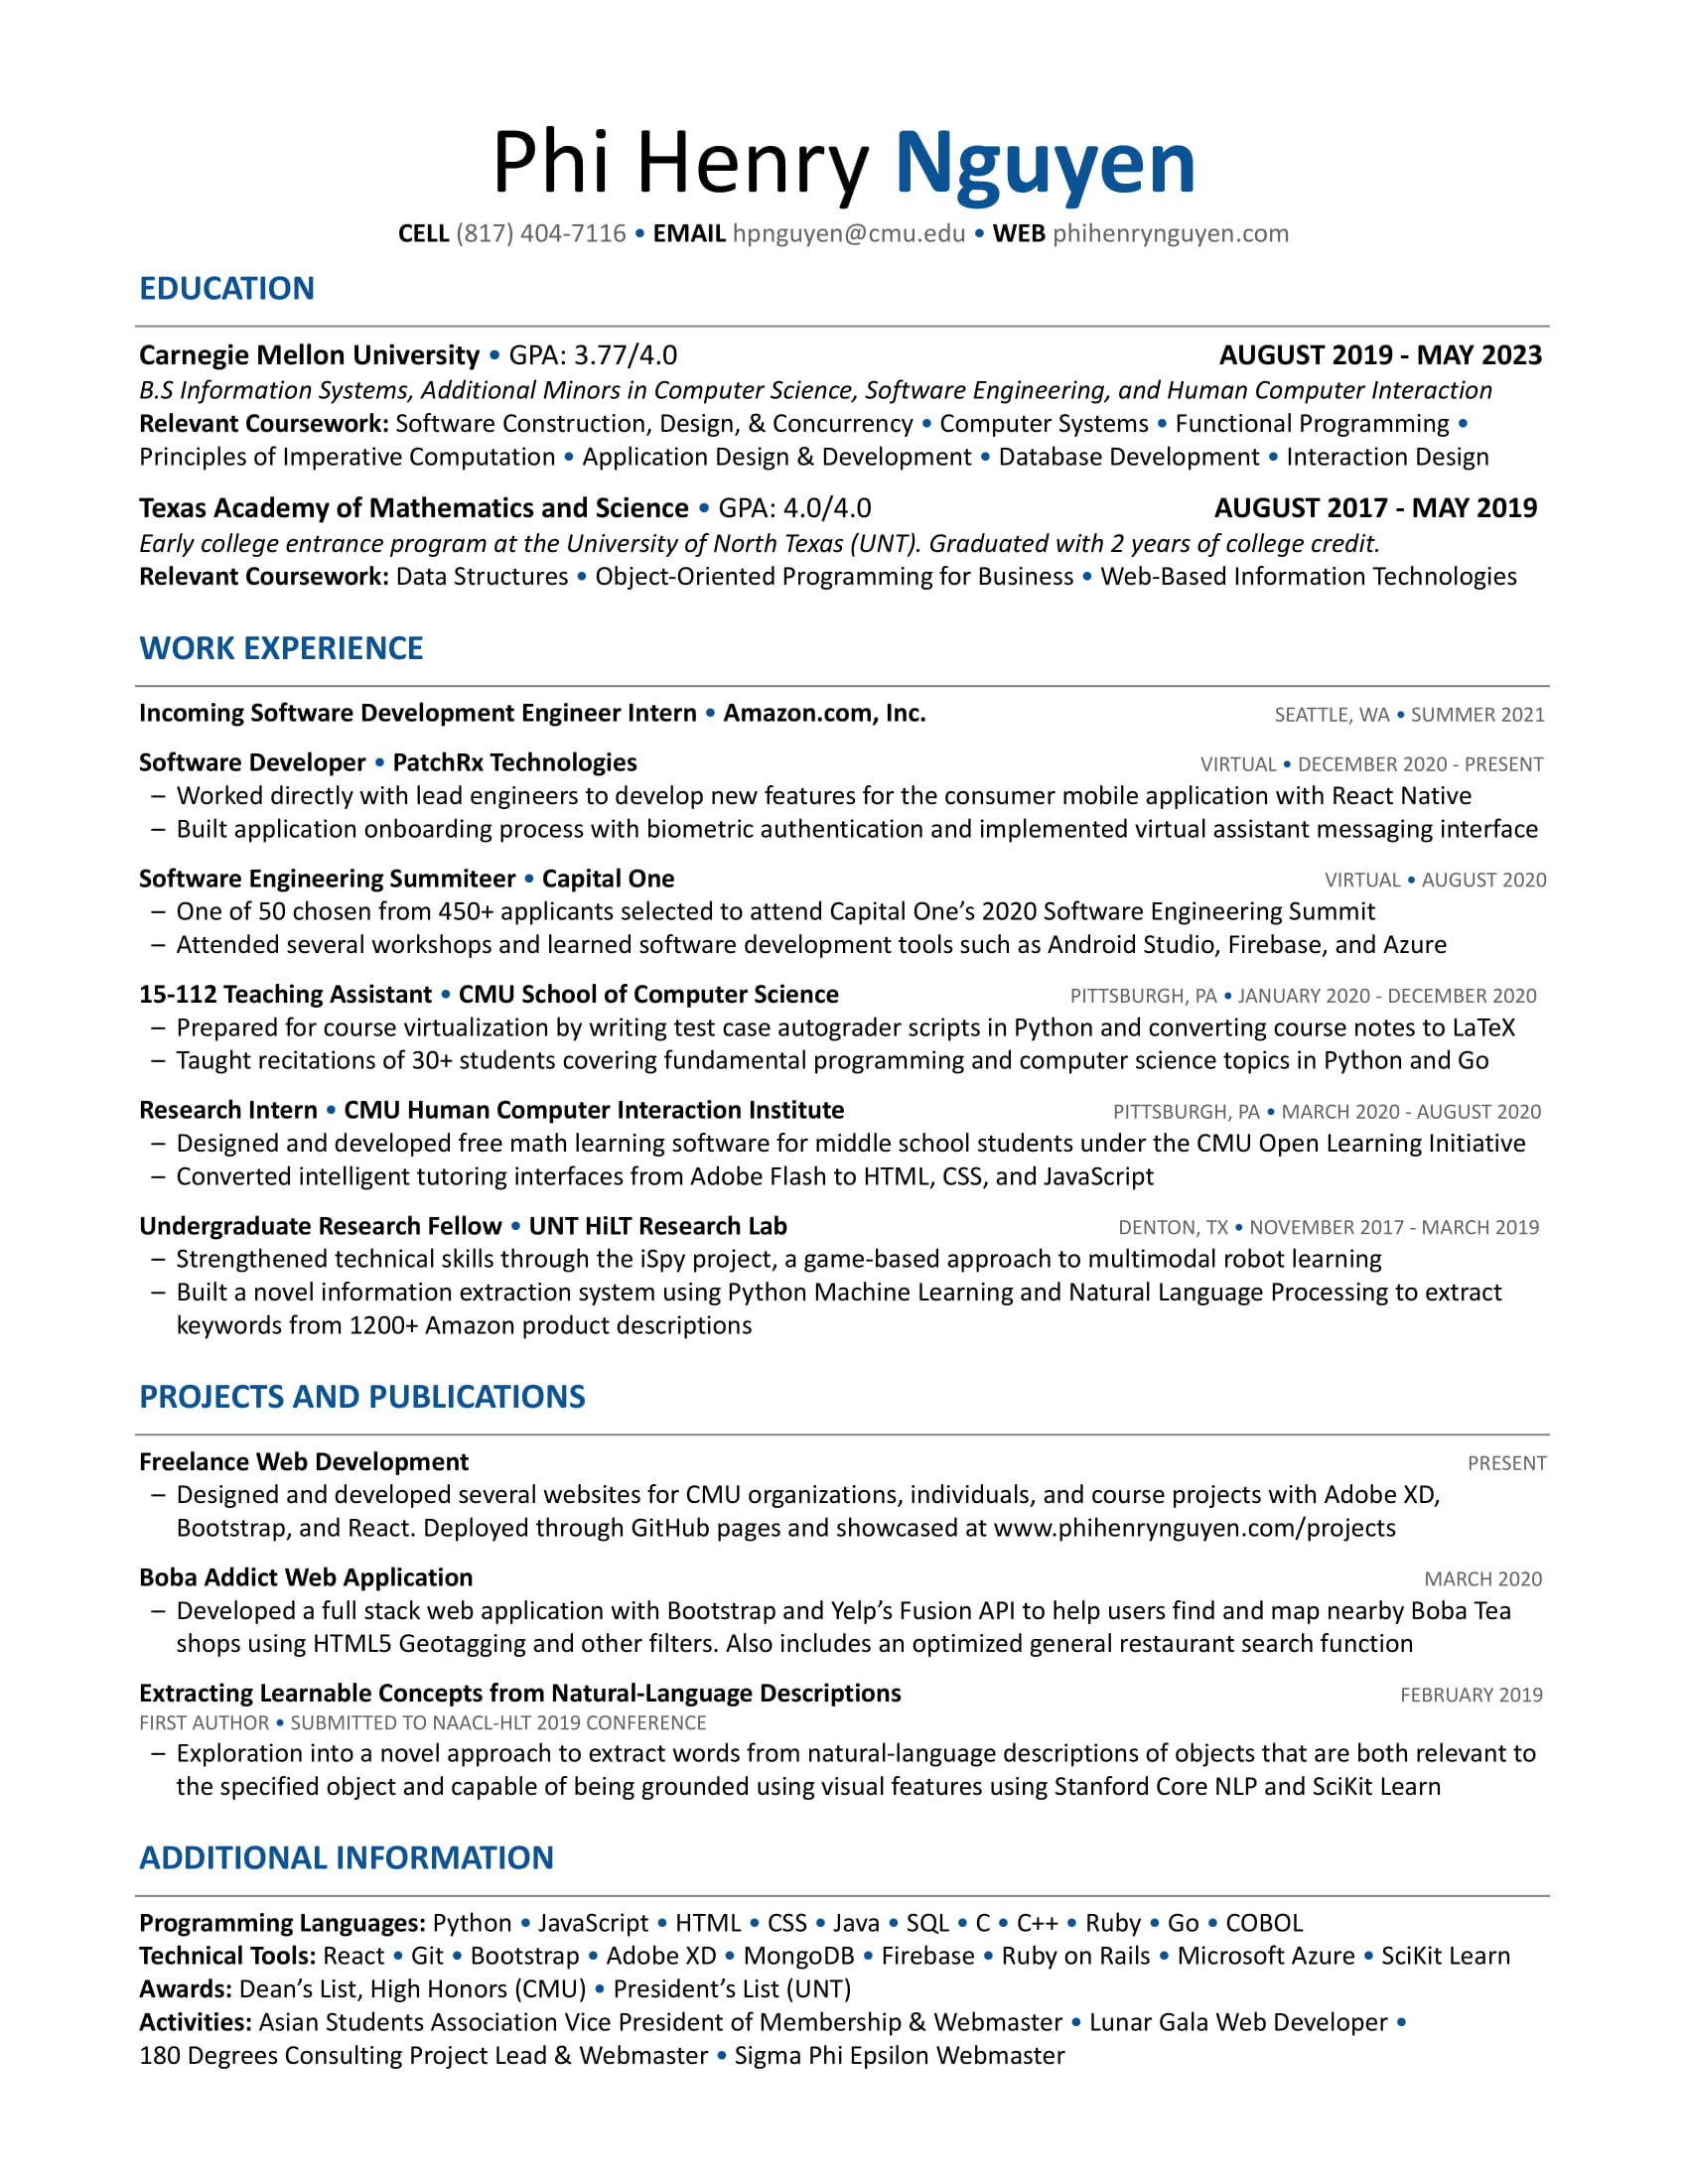 Phi Henry Nguyen
CELL (817) 404-7116 • EMAIL hpnguyen@cmu.edu • WEB phihenrynguyen.com
EDUCATION
Carnegie Mellon University • GPA: 3.77/4.0 AUGUST 2019 - MAY 2023
B.S Information Systems, Additional Minors in Computer Science, Software Engineering, and Human Computer Interaction
Relevant Coursework: Software Construction, Design, & Concurrency • Computer Systems • Functional Programming •
Principles of Imperative Computation • Application Design & Development • Database Development • Interaction Design
Texas Academy of Mathematics and Science • GPA: 4.0/4.0 AUGUST 2017 - MAY 2019
Early college entrance program at the University of North Texas (UNT). Graduated with 2 years of college credit.
Relevant Coursework: Data Structures • Object-Oriented Programming for Business • Web-Based Information Technologies
WORK EXPERIENCE
Incoming Software Development Engineer Intern • Amazon.com, Inc. SEATTLE, WA • SUMMER 2021
Software Developer • PatchRx Technologies VIRTUAL • DECEMBER 2020 - PRESENT
– Worked directly with lead engineers to develop new features for the consumer mobile application with React Native
– Built application onboarding process with biometric authentication and implemented virtual assistant messaging interface
Software Engineering Summiteer • Capital One VIRTUAL • AUGUST 2020
– One of 50 chosen from 450+ applicants selected to attend Capital One’s 2020 Software Engineering Summit
– Attended several workshops and learned software development tools such as Android Studio, Firebase, and Azure
15-112 Teaching Assistant • CMU School of Computer Science PITTSBURGH, PA • JANUARY 2020 - DECEMBER 2020
– Prepared for course virtualization by writing test case autograder scripts in Python and converting course notes to LaTeX
– Taught recitations of 30+ students covering fundamental programming and computer science topics in Python and Go
Research Intern • CMU Human Computer Interaction Institute PITTSBURGH, PA • MARCH 2020 - AUGUST 2020
– Designed and developed free math learning software for middle school students under the CMU Open Learning Initiative
– Converted intelligent tutoring interfaces from Adobe Flash to HTML, CSS, and JavaScript
Undergraduate Research Fellow • UNT HiLT Research Lab DENTON, TX • NOVEMBER 2017 - MARCH 2019
– Strengthened technical skills through the iSpy project, a game-based approach to multimodal robot learning
– Built a novel information extraction system using Python Machine Learning and Natural Language Processing to extract
keywords from 1200+ Amazon product descriptions
PROJECTS AND PUBLICATIONS
Freelance Web Development PRESENT
– Designed and developed several websites for CMU organizations, individuals, and course projects with Adobe XD,
Bootstrap, and React. Deployed through GitHub pages and showcased at www.phihenrynguyen.com/projects
Boba Addict Web Application MARCH 2020
– Developed a full stack web application with Bootstrap and Yelp’s Fusion API to help users find and map nearby Boba Tea
shops using HTML5 Geotagging and other filters. Also includes an optimized general restaurant search function
Extracting Learnable Concepts from Natural-Language Descriptions FEBRUARY 2019
FIRST AUTHOR • SUBMITTED TO NAACL-HLT 2019 CONFERENCE
– Exploration into a novel approach to extract words from natural-language descriptions of objects that are both relevant to
the specified object and capable of being grounded using visual features using Stanford Core NLP and SciKit Learn
ADDITIONAL INFORMATION
Programming Languages: Python • JavaScript • HTML • CSS • Java • SQL • C • C++ • Ruby • Go • COBOL
Technical Tools: React • Git • Bootstrap • Adobe XD • MongoDB • Firebase • Ruby on Rails • Microsoft Azure • SciKit Learn
Awards: Dean’s List, High Honors (CMU) • President’s List (UNT)
Activities: Asian Students Association Vice President of Membership & Webmaster • Lunar Gala Web Developer •
180 Degrees Consulting Project Lead & Webmaster • Sigma Phi Epsilon Webmaster